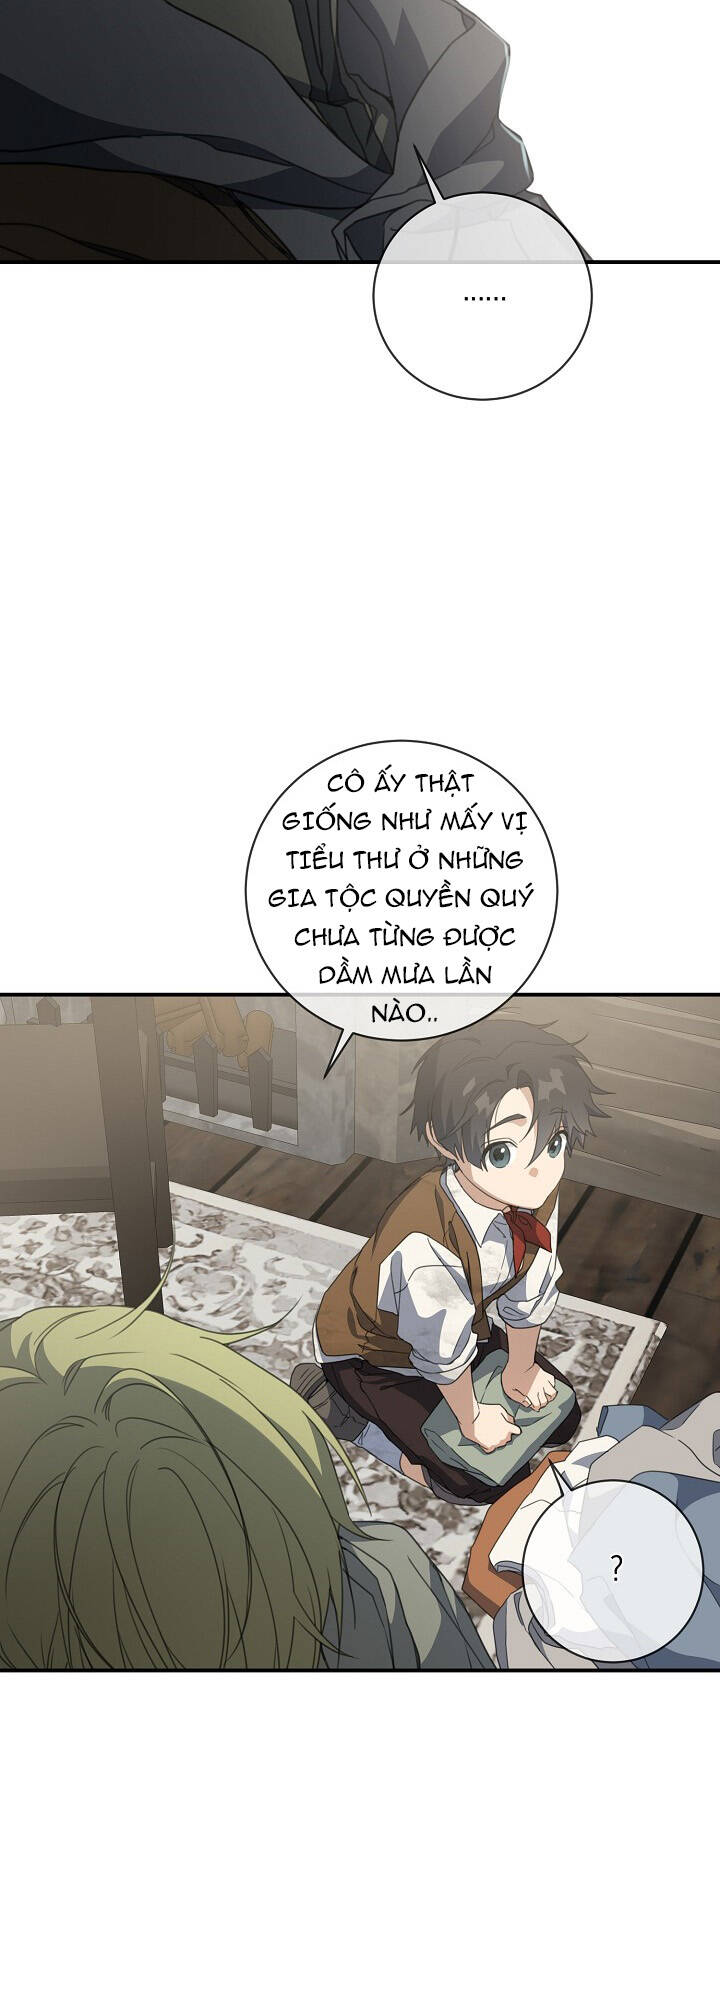 ......
CÔ ẤY THẬT
GIỐNG NHƯ MẤY VỊ
TIỂU THƯ Ở NHỮNG
GIA TỘC QUYỀN QUÝ
CHƯA TỪNG ĐƯỢC
DẦM MƯA LẦN
NÀO..
?